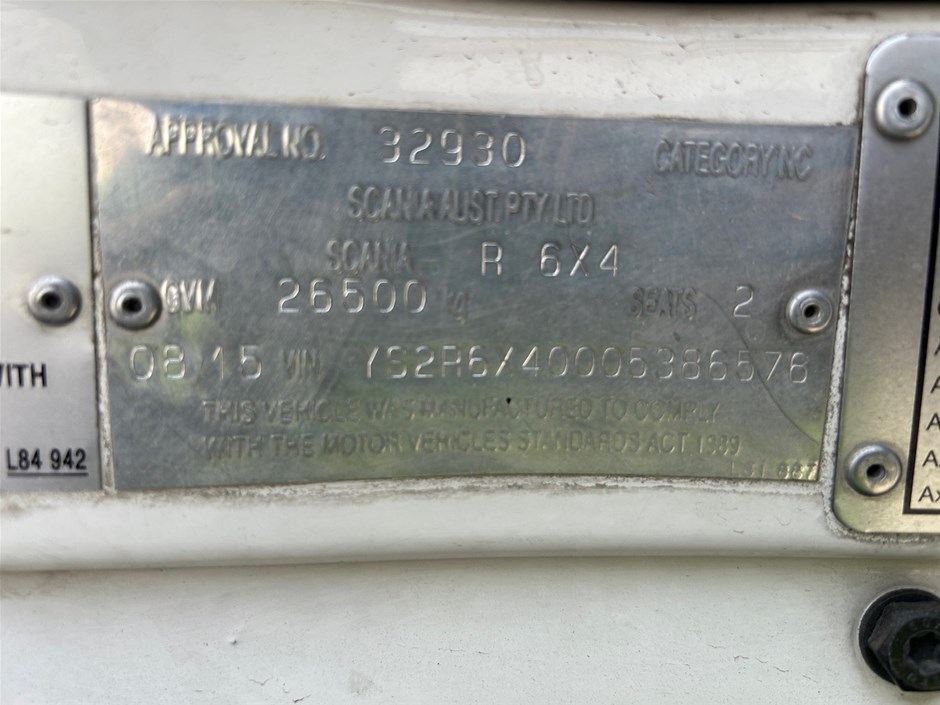 APPROVAL NO. 32930 CATEGORY NC
SCANIA AUST. PTY LTD
SCANIA R 6X4
GVM 26500 kg SEATS 2
08/15 VIN YS2R6X40005386578
THIS VEHICLE WAS MANUFACTURED TO COMPLY
WITH THE MOTOR VEHICLES STANDARDS ACT 1989
WITH
L84 942